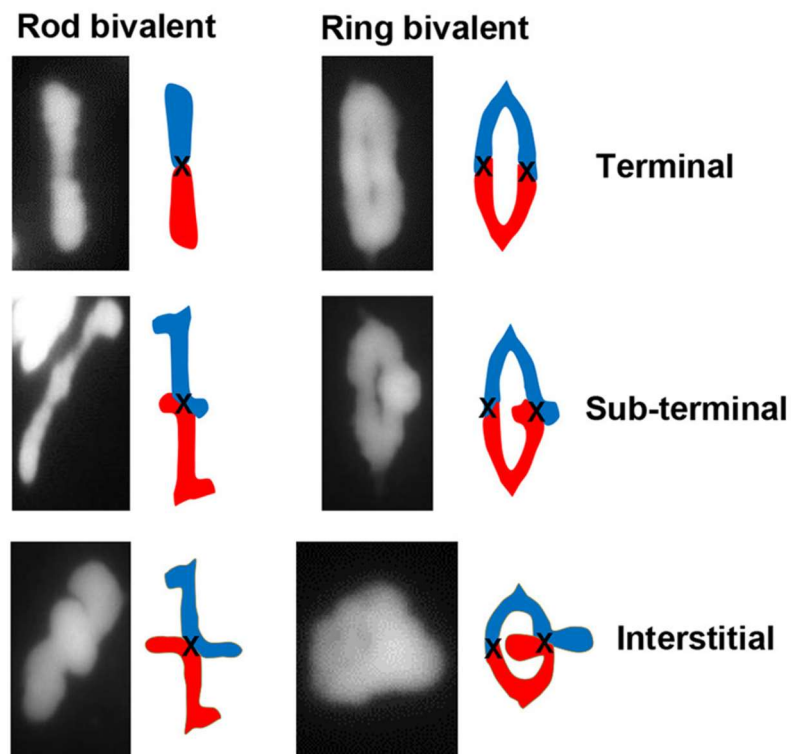 Rod bivalent
Ring bivalent
X
X
X
Terminal
X
X
X
Sub-terminal
X
X
X
Interstitial